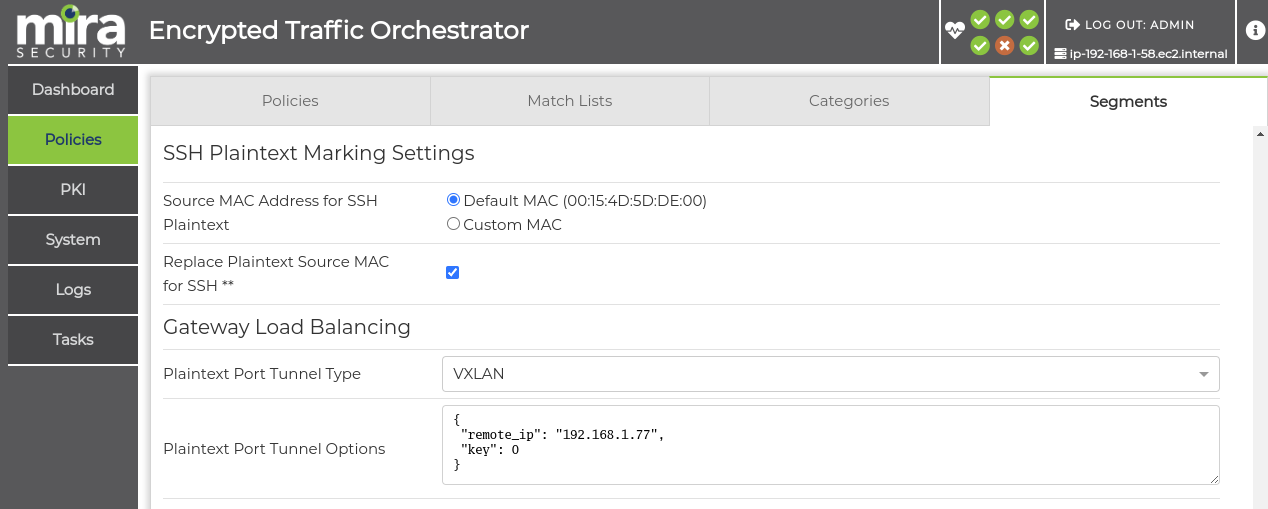 mira
SECURITY
Encrypted Traffic Orchestrator
LOG OUT: ADMIN
ip-192-168-1-58.ec2.internal
Dashboard
Policies
PKI
System
Logs
Tasks
Policies
Match Lists
Categories
Segments
SSH Plaintext Marking Settings
Source MAC Address for SSH
Plaintext
Default MAC (00:15:4D:5D:DE:00)
Custom MAC
Replace Plaintext Source MAC
for SSH **
Gateway Load Balancing
Plaintext Port Tunnel Type
VXLAN
Plaintext Port Tunnel Options
{
"remote_ip": "192.168.1.77",
"key": 0
}